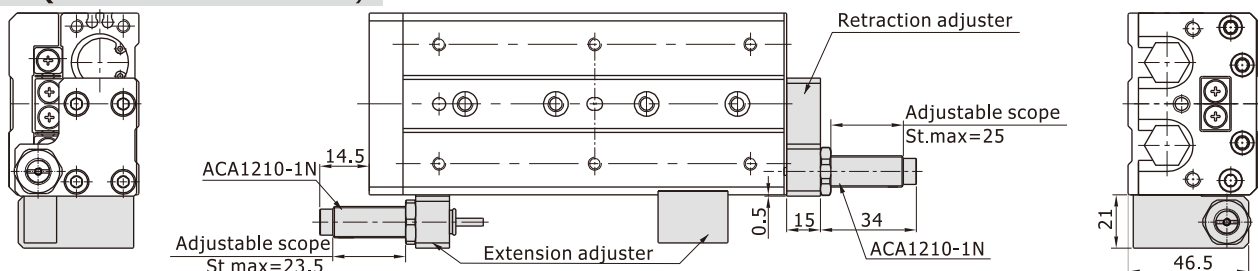 Retraction adjuster
Adjustable scope
St.max=25
14.5
ACA1210-1N
0.5
15
34
21
Adjustable scope
St.max=23.5
Extension adjuster
ACA1210-1N
46.5